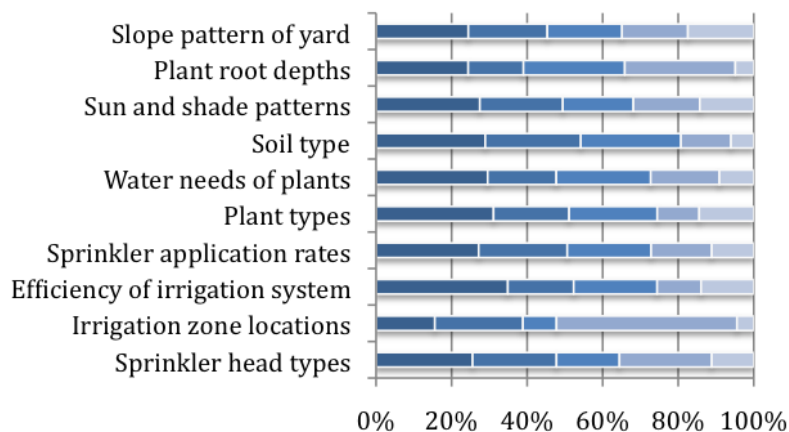 Slope pattern of yard
Plant root depths
Sun and shade patterns
Soil type
Water needs of plants
Plant types
Sprinkler application rates
Efficiency of irrigation system
Irrigation zone locations
Sprinkler head types
0% 20% 40% 60% 80% 100%